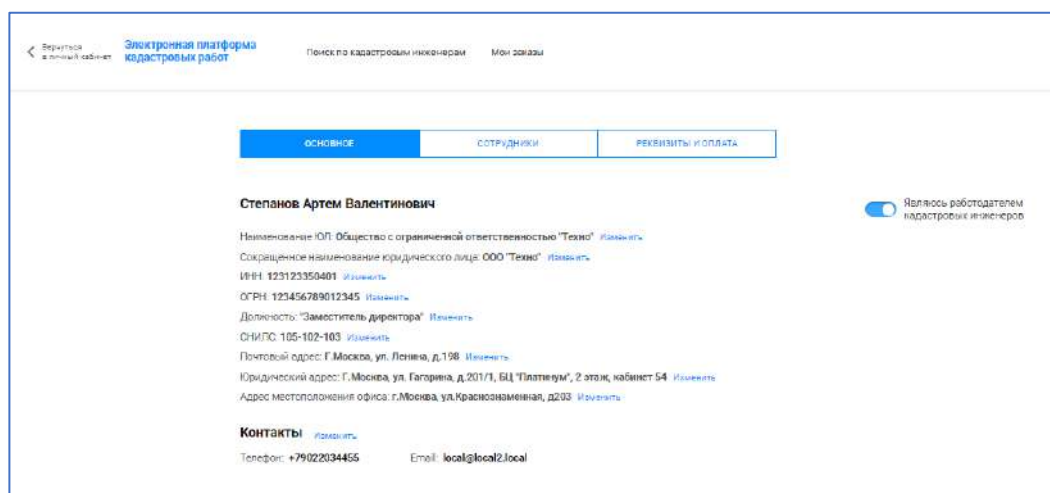 Вернуться
в личный кабинет
Электронная платформа
кадастровых работ
Поиск по кадастровым инженерам
Мои заказы
ОСНОВНОЕ
СОТРУДНИКИ
РЕКВИЗИТЫ И ОПЛАТА
Степанов Артем Валентинович
Являюсь работодателем
кадастровых инженеров
Наименование ЮЛ: Общество с ограниченной ответственностью "Техно" Изменить
Сокращенное наименование юридического лица: ООО "Техно" Изменить
ИНН: 123123350401 Изменить
ОГРН: 123456789012345 Изменить
Должность: "Заместитель директора" Изменить
СНИЛС: 105-102-103 Изменить
Почтовый адрес: Г.Москва, ул. Ленина, д.198 Изменить
Юридический адрес: Г.Москва, ул. Гагарина, д.201/1, БЦ "Платинум", 2 этаж, кабинет 54 Изменить
Адрес местоположения офиса: г.Москва, ул.Краснознаменная, д203 Изменить
Контакты Изменить
Телефон: +79022034455 Email: local@local2.local